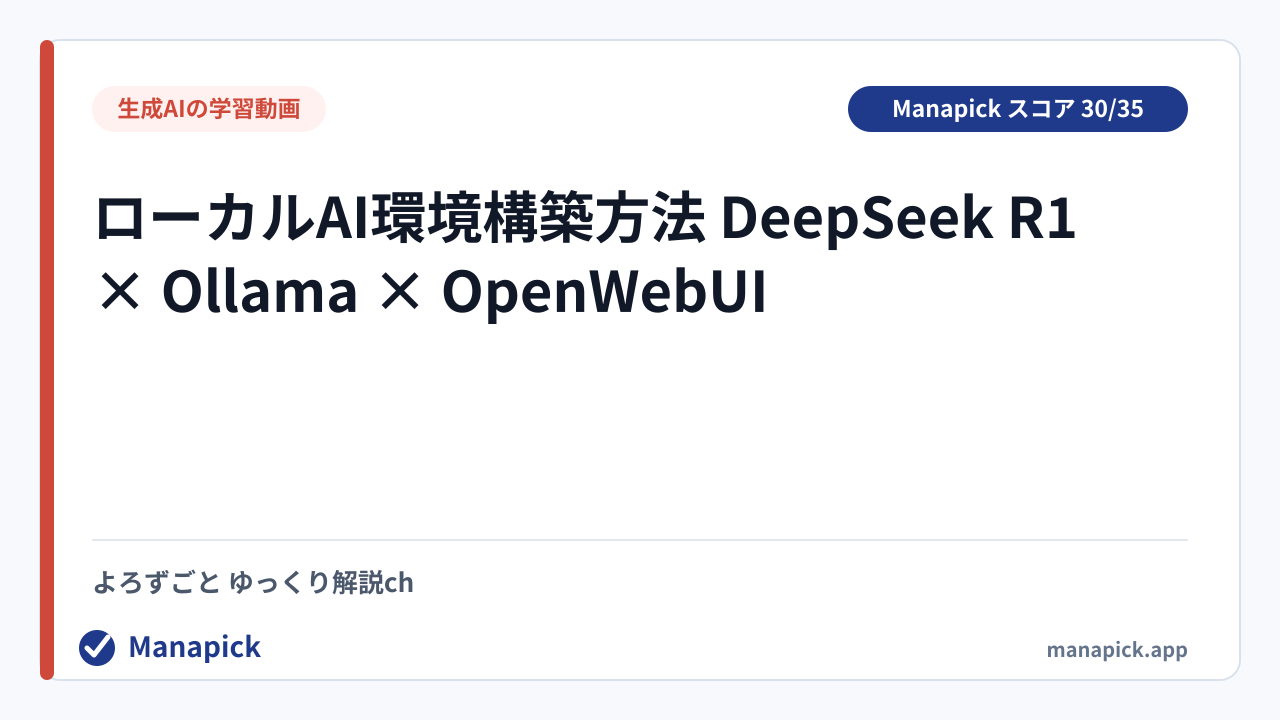 生成AIの学習動画
Manapick スコア 30/35
ローカルAI環境構築方法 DeepSeek R1
× Ollama × OpenWebUI
よろずごと ゆっくり解説ch
Manapick
manapick.app